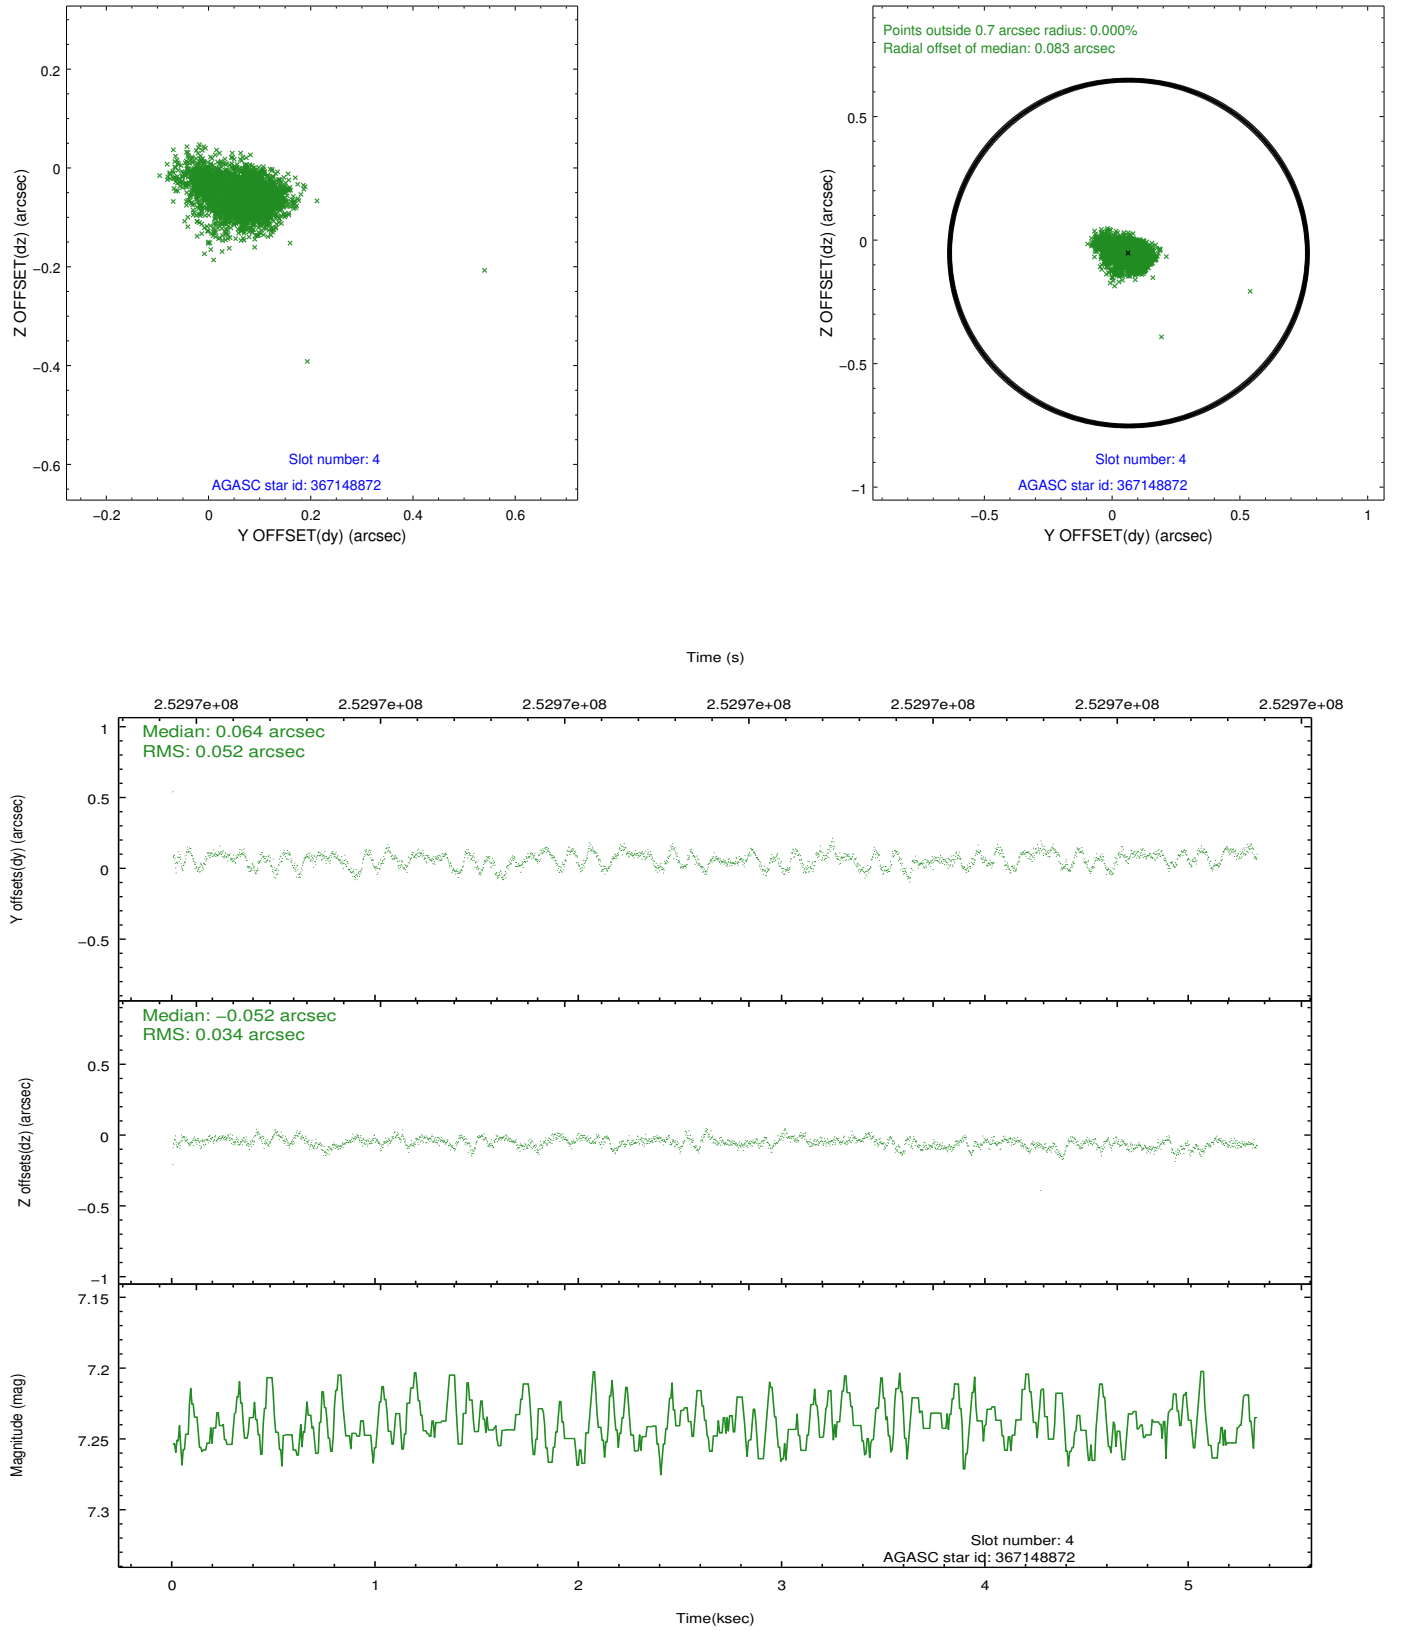 0.2
0
−0.2
−0.4
−0.6
−0.2
0
0.2
0.4
0.6
Z OFFSET(dz) (arcsec)
Y OFFSET(dy) (arcsec)
Slot number: 4
AGASC star id: 367148872
Points outside 0.7 arcsec radius: 0.000%
Radial offset of median: 0.083 arcsec
0.5
0
−0.5
−1
−0.5
0
0.5
1
Z OFFSET(dz) (arcsec)
Y OFFSET(dy) (arcsec)
Slot number: 4
AGASC star id: 367148872
Time (s)
2.5297e+08 2.5297e+08 2.5297e+08 2.5297e+08 2.5297e+08 2.5297e+08 2.5297e+08
Median: 0.064 arcsec
RMS: 0.052 arcsec
1
0.5
0
−0.5
Y offsets(dy) (arcsec)
Median: −0.052 arcsec
RMS: 0.034 arcsec
0.5
0
−0.5
−1
Z offsets(dz) (arcsec)
7.15
7.2
7.25
7.3
Magnitude (mag)
Slot number: 4
AGASC star id: 367148872
0 1 2 3 4 5
Time(ksec)